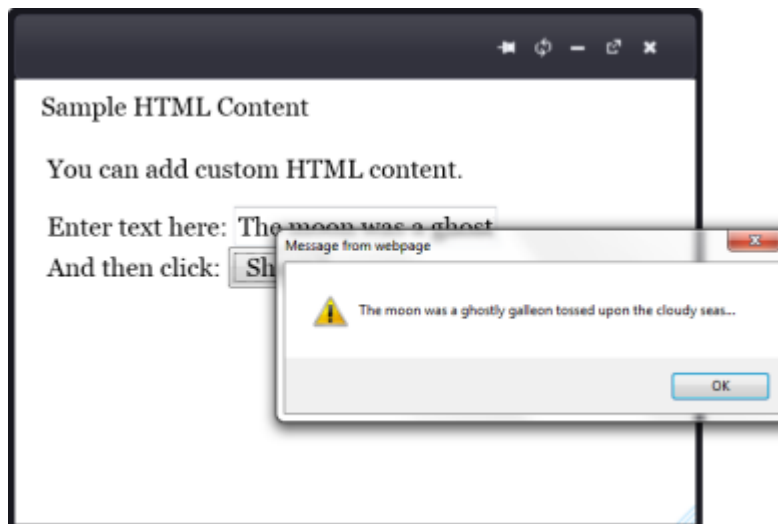 Sample HTML Content
You can add custom HTML content.
Enter text here: The moon was a ghost
And then click: Sh
Message from webpage
The moon was a ghostly galleon tossed upon the cloudy seas...
OK